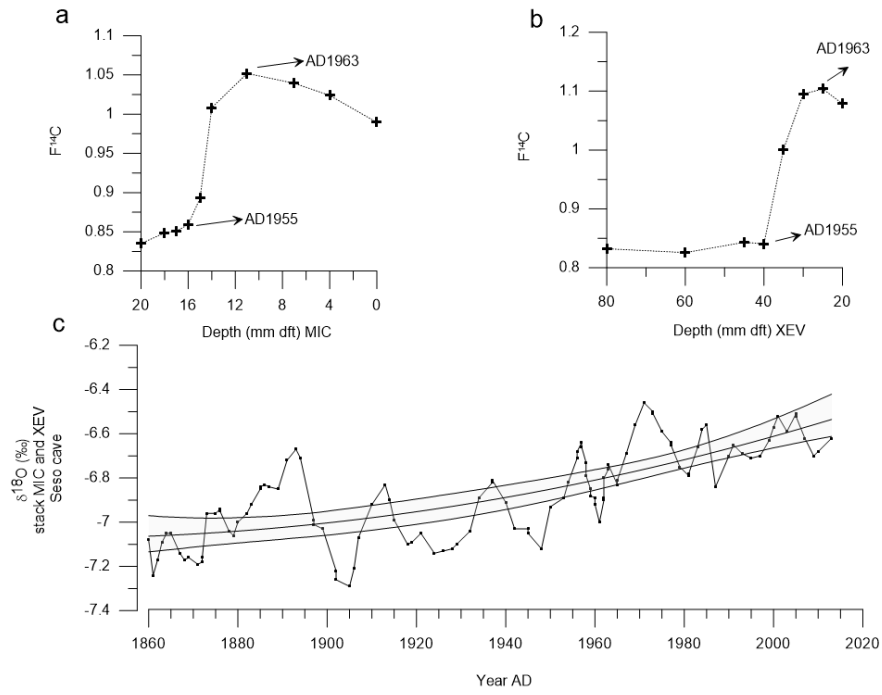 a
1.1
1.05
1
0.95
0.9
0.85
0.8
F¹⁴C
AD1963
AD1955
20 16 12 8 4 0
Depth (mm dft) MIC
b
1.2
1.1
1
0.9
0.8
F¹⁴C
AD1963
AD1955
80 60 40 20
Depth (mm dft) XEV
c
-6.2
-6.4
-6.6
-6.8
-7
-7.2
-7.4
δ¹⁸O (‰)
stack MIC and XEV
Seso cave
1860 1880 1900 1920 1940 1960 1980 2000 2020
Year AD